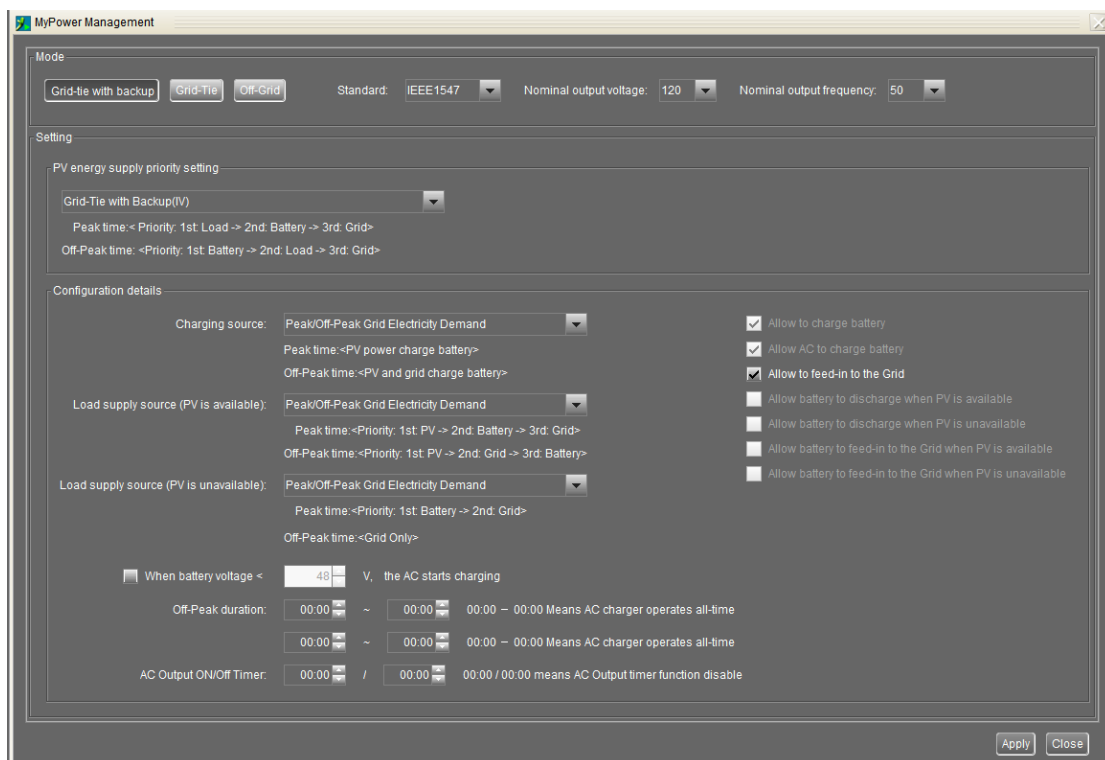 MyPower Management
Mode
Grid-tie with backup Grid-Tie Off-Grid Standard: IEEE1547 Nominal output voltage: 120 Nominal output frequency: 50
Setting
PV energy supply priority setting
Grid-Tie with Backup(IV)
Peak time:< Priority: 1st: Load -> 2nd: Battery -> 3rd: Grid>
Off-Peak time: <Priority: 1st: Battery -> 2nd: Load -> 3rd: Grid>
Configuration details
Charging source: Peak/Off-Peak Grid Electricity Demand
Peak time:<PV power charge battery>
Off-Peak time:<PV and grid charge battery>
Load supply source (PV is available): Peak/Off-Peak Grid Electricity Demand
Peak time:<Priority: 1st: PV -> 2nd: Battery -> 3rd: Grid>
Off-Peak time:<Priority: 1st: PV -> 2nd: Grid -> 3rd: Battery>
Load supply source (PV is unavailable): Peak/Off-Peak Grid Electricity Demand
Peak time:<Priority: 1st: Battery -> 2nd: Grid>
Off-Peak time:<Grid Only>
Allow to charge battery
Allow AC to charge battery
Allow to feed-in to the Grid
Allow battery to discharge when PV is available
Allow battery to discharge when PV is unavailable
Allow battery to feed-in to the Grid when PV is available
Allow battery to feed-in to the Grid when PV is unavailable
When battery voltage < 48 V, the AC starts charging
Off-Peak duration: 00:00 ~ 00:00 00:00 – 00:00 Means AC charger operates all-time
00:00 ~ 00:00 00:00 – 00:00 Means AC charger operates all-time
AC Output ON/Off Timer: 00:00 / 00:00 00:00 / 00:00 means AC Output timer function disable
Apply Close